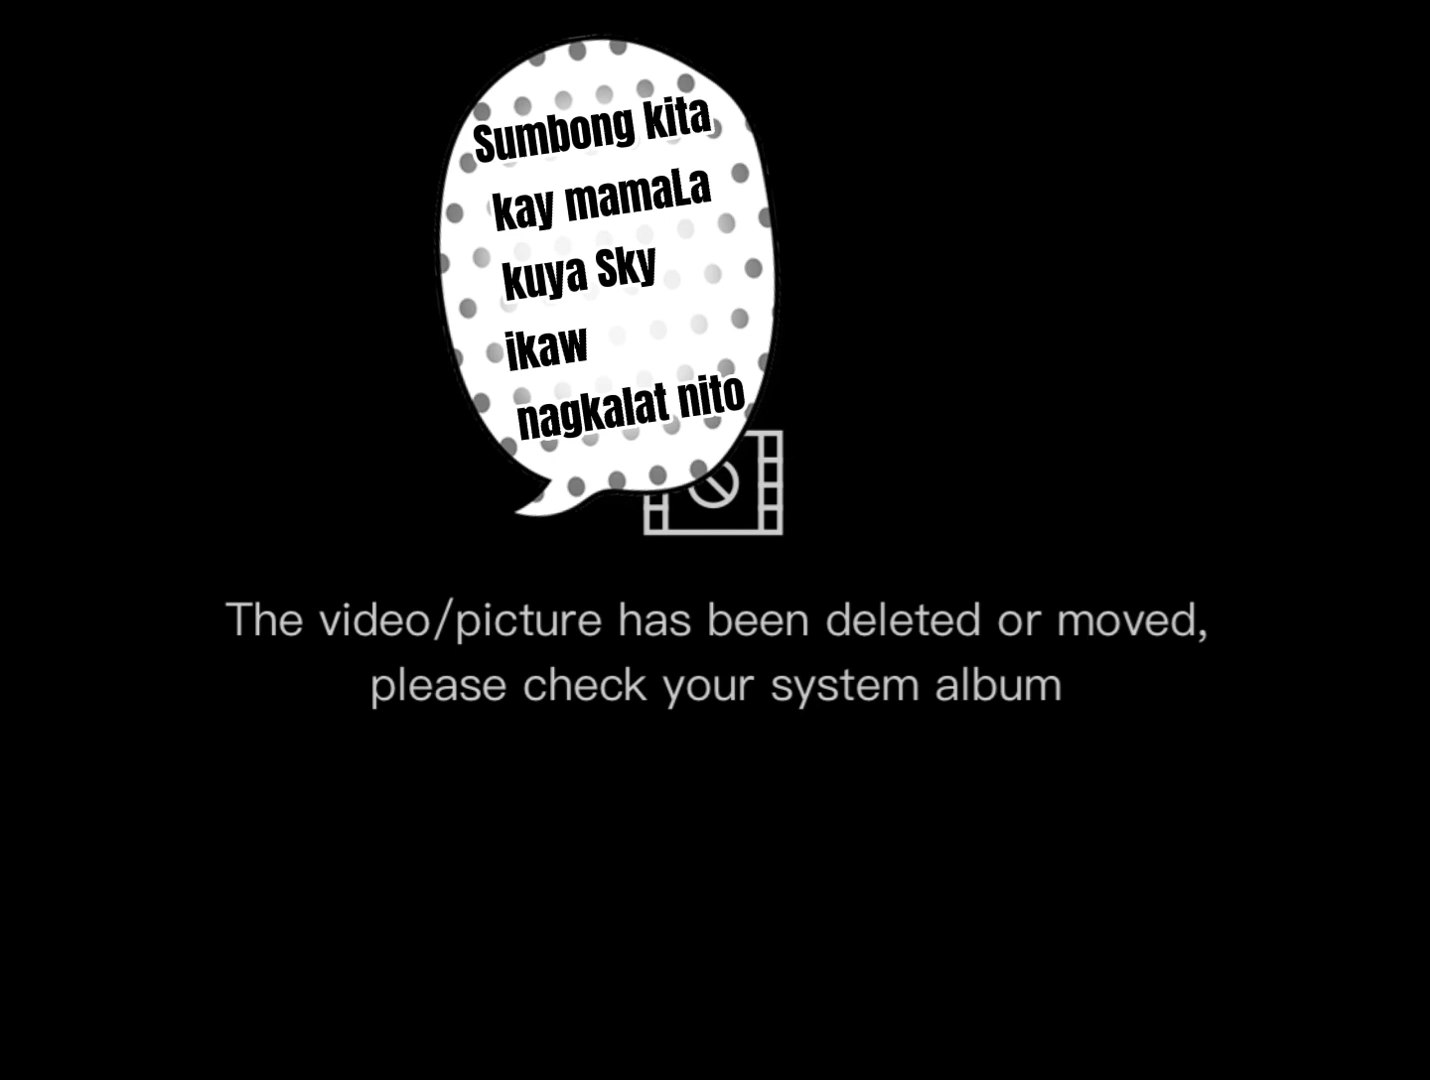 Sumbong kita
kay mamaLa
kuya Sky
ikaw
nagkalat nito
The video/picture has been deleted or moved,
please check your system album